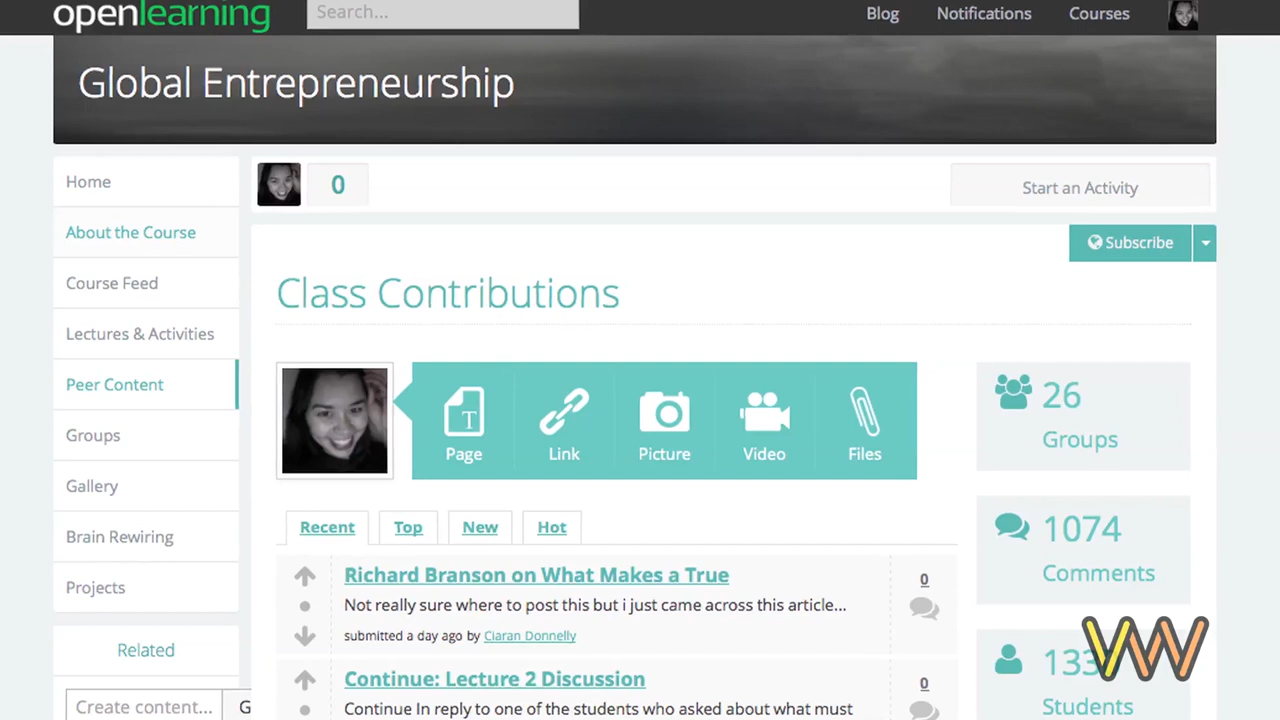 openlearning
Search...
Blog
Notifications
Courses
Global Entrepreneurship
Home
About the Course
Course Feed
Lectures & Activities
Peer Content
Groups
Gallery
Brain Rewiring
Projects
Related
Create content...
G
0
Start an Activity
Subscribe
Class Contributions
T
Page
Link
Picture
Video
Files
26
Groups
1074
Comments
Students
Recent
Top
New
Hot
Richard Branson on What Makes a True
Not really sure where to post this but i just came across this article...
submitted a day ago by Ciaran Donnelly
0
Continue: Lecture 2 Discussion
Continue In reply to one of the students who asked about what must
0